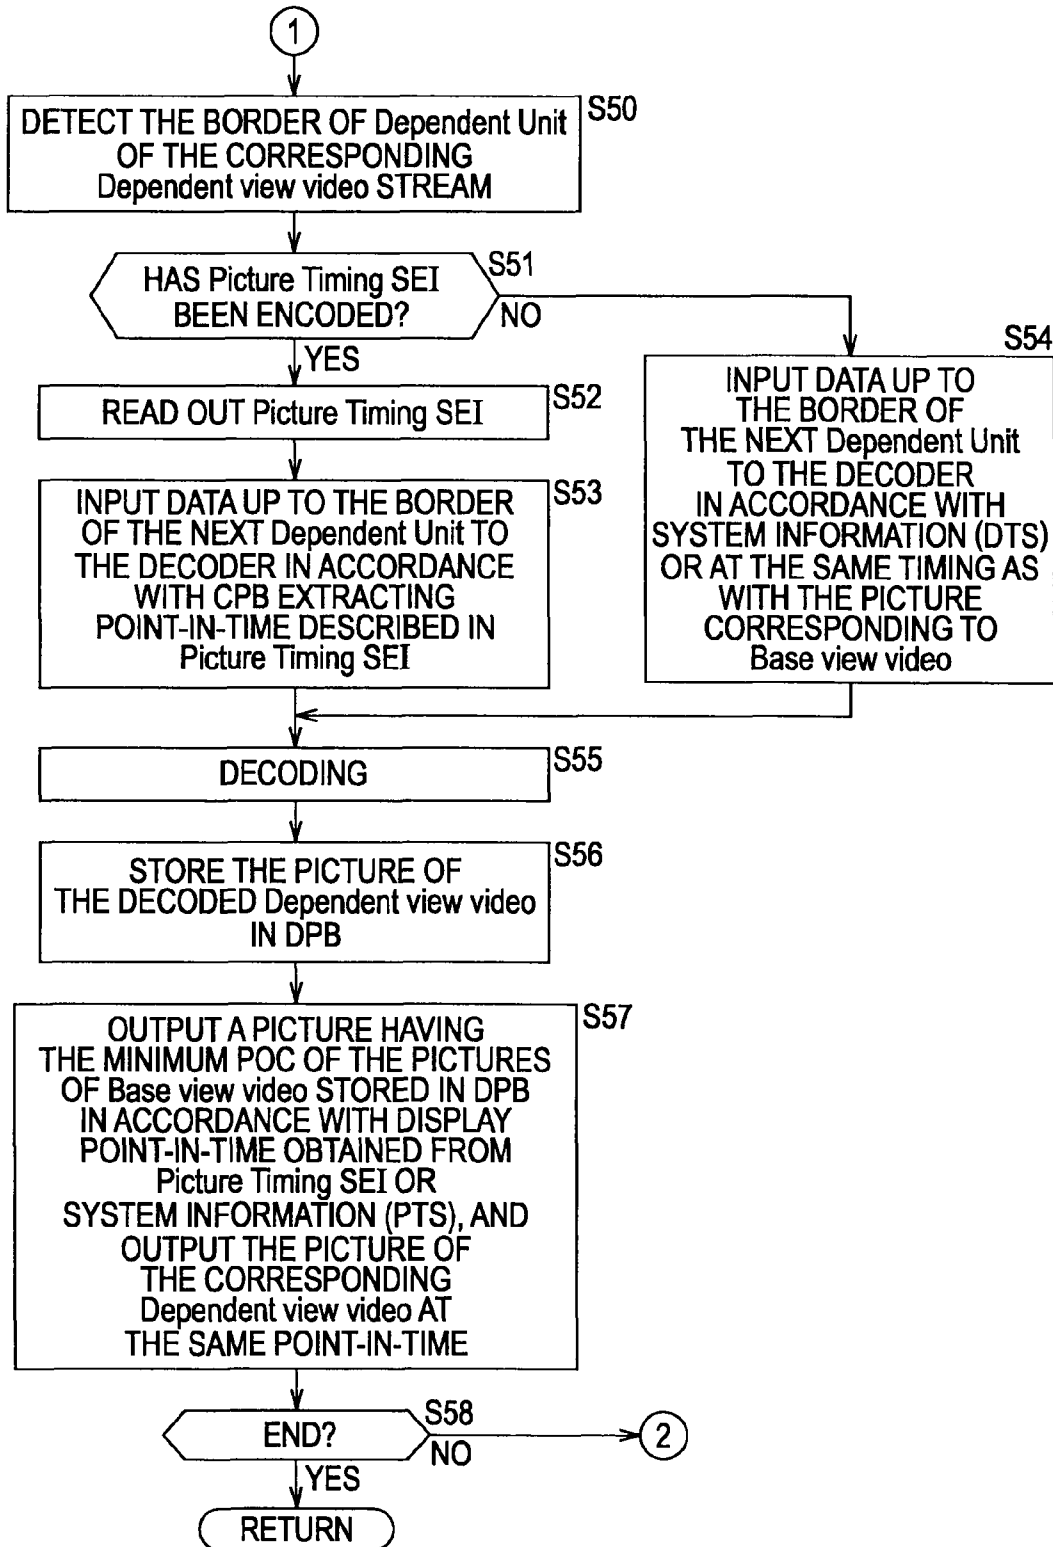 1
DETECT THE BORDER OF Dependent Unit
OF THE CORRESPONDING
Dependent view video STREAM
S50
HAS Picture Timing SEI
BEEN ENCODED?
S51
NO
YES
READ OUT Picture Timing SEI
S52
INPUT DATA UP TO THE BORDER
OF THE NEXT Dependent Unit TO
THE DECODER IN ACCORDANCE
WITH CPB EXTRACTING
POINT-IN-TIME DESCRIBED IN
Picture Timing SEI
S53
S54
INPUT DATA UP TO
THE BORDER OF
THE NEXT Dependent Unit
TO THE DECODER
IN ACCORDANCE WITH
SYSTEM INFORMATION (DTS)
OR AT THE SAME TIMING AS
WITH THE PICTURE
CORRESPONDING TO
Base view video
DECODING
S55
STORE THE PICTURE OF
THE DECODED Dependent view video
IN DPB
S56
OUTPUT A PICTURE HAVING
THE MINIMUM POC OF THE PICTURES
OF Base view video STORED IN DPB
IN ACCORDANCE WITH DISPLAY
POINT-IN-TIME OBTAINED FROM
Picture Timing SEI OR
SYSTEM INFORMATION (PTS), AND
OUTPUT THE PICTURE OF
THE CORRESPONDING
Dependent view video AT
THE SAME POINT-IN-TIME
S57
END?
S58
NO
2
YES
RETURN